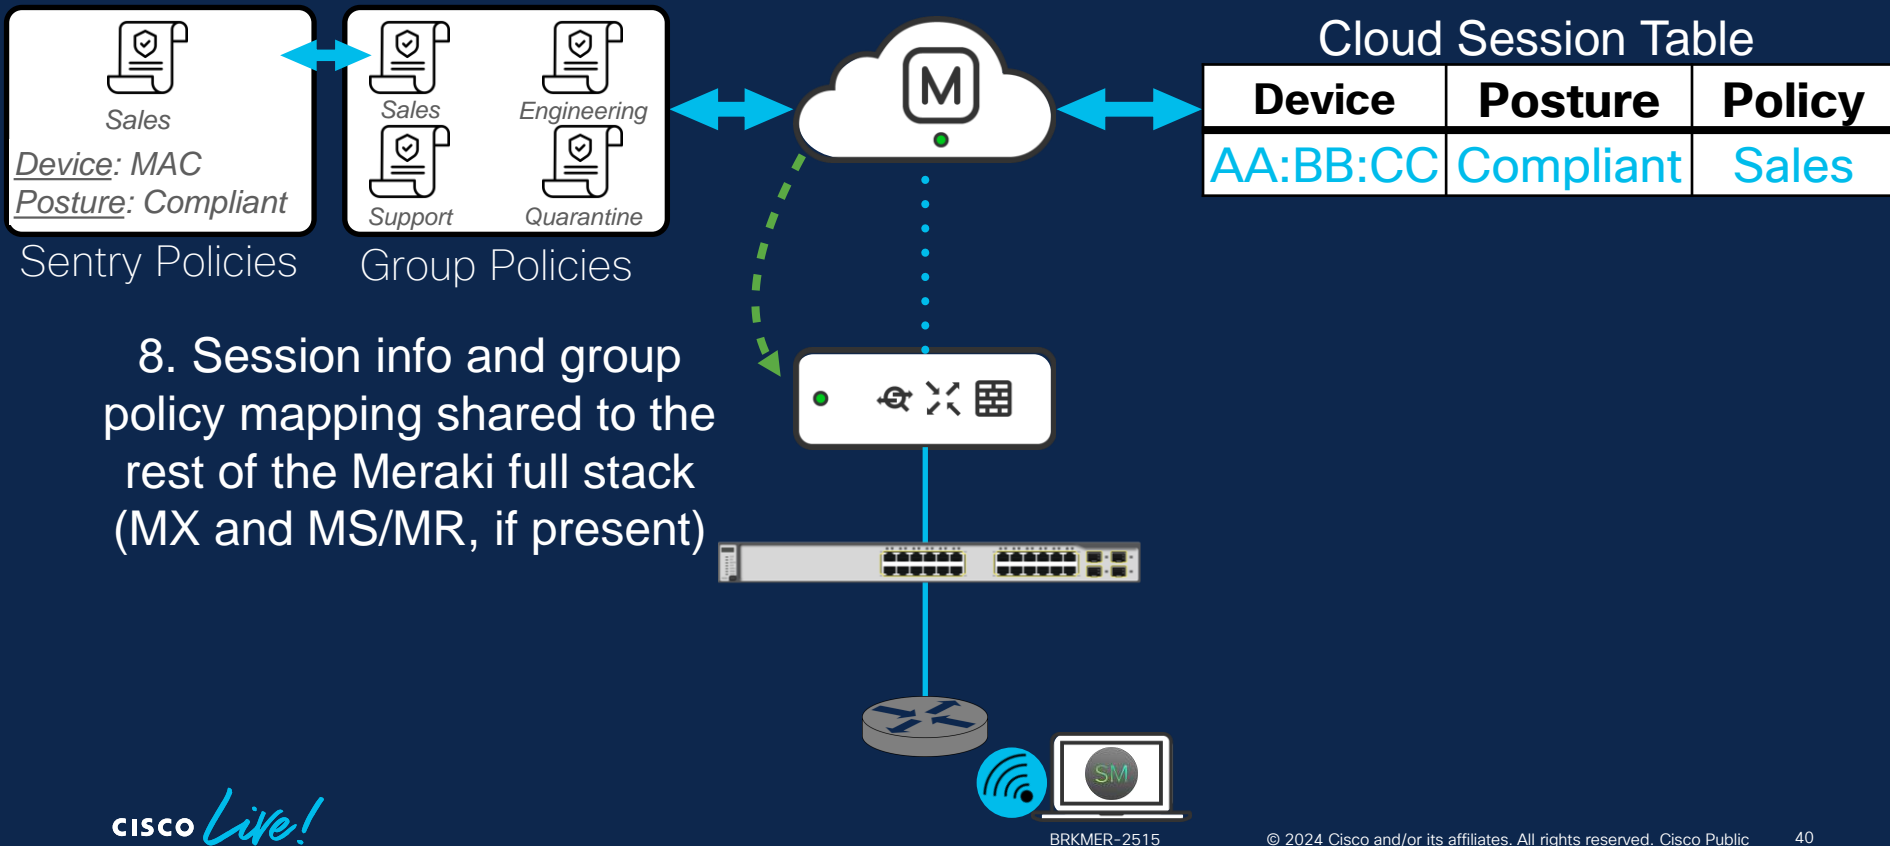 Sales
Device: MAC
Posture: Compliant
Sentry Policies
Sales
Engineering
Support
Quarantine
Group Policies
M
Cloud Session Table
Device Posture Policy
AA:BB:CC Compliant Sales
8. Session info and group
policy mapping shared to the
rest of the Meraki full stack
(MX and MS/MR, if present)
SM
CISCO Live!
BRKMER-2515
© 2024 Cisco and/or its affiliates. All rights reserved. Cisco Public
40